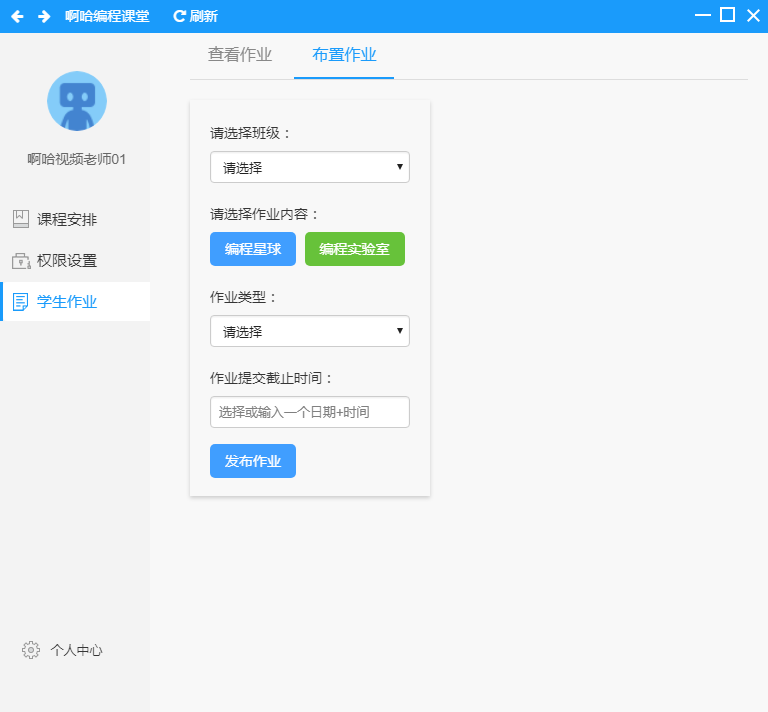 啊哈编程课堂 刷新
查看作业 布置作业
啊哈视频老师01
课程安排
权限设置
学生作业
个人中心
请选择班级：
请选择
请选择作业内容：
编程星球 编程实验室
作业类型：
请选择
作业提交截止时间：
选择或输入一个日期+时间
发布作业